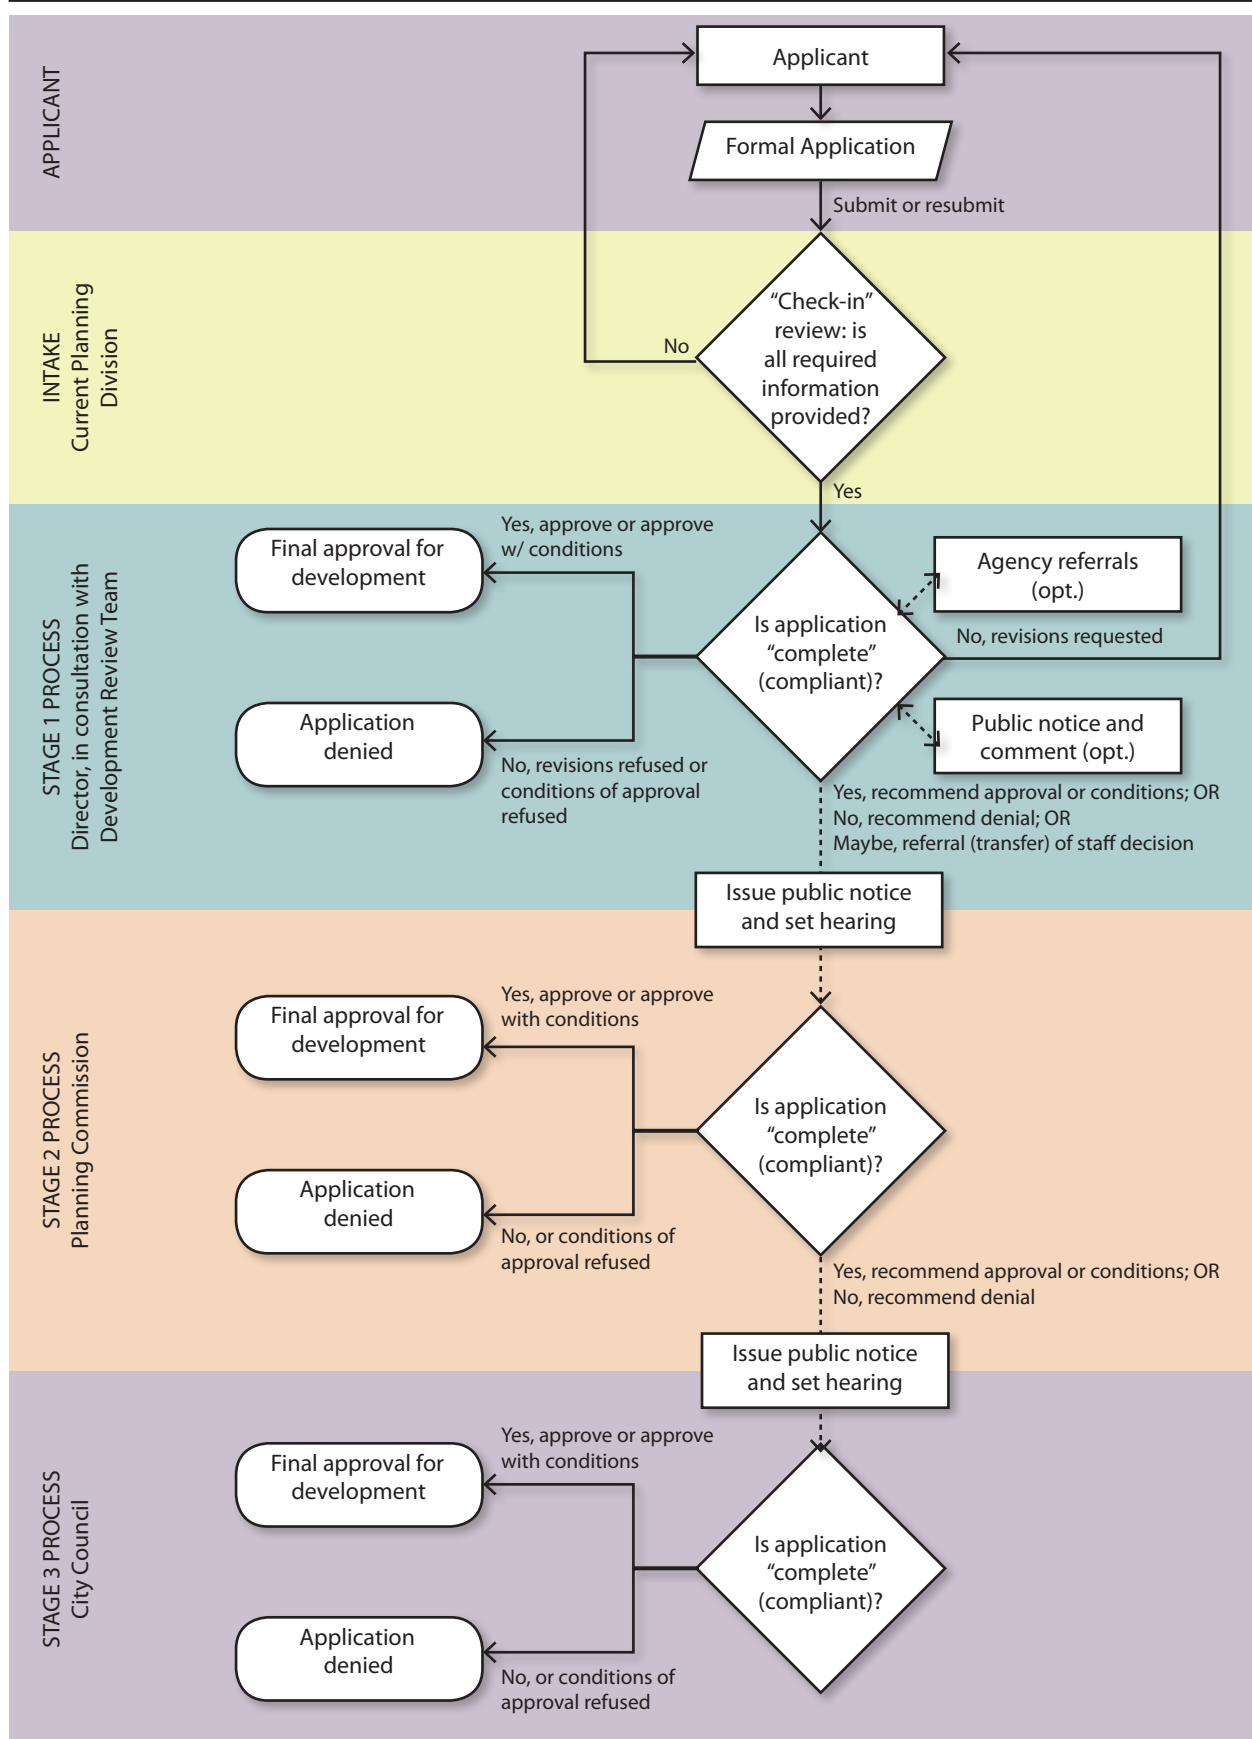 APPLICANT
Applicant
Formal Application
Submit or resubmit
INTAKE
Current Planning
Division
“Check-in”
review: is
all required
information
provided?
No
Yes
STAGE 1 PROCESS
Director, in consultation with
Development Review Team
Yes, approve or approve
w/ conditions
Final approval for
development
Is application
“complete”
(compliant)?
Agency referrals
(opt.)
No, revisions requested
Application
denied
No, revisions refused or
conditions of approval
refused
Public notice and
comment (opt.)
Yes, recommend approval or conditions; OR
No, recommend denial; OR
Maybe, referral (transfer) of staff decision
Issue public notice
and set hearing
STAGE 2 PROCESS
Planning Commission
Yes, approve or approve
with conditions
Final approval for
development
Is application
“complete”
(compliant)?
Application
denied
No, or conditions of
approval refused
Yes, recommend approval or conditions; OR
No, recommend denial
Issue public notice
and set hearing
STAGE 3 PROCESS
City Council
Yes, approve or approve
with conditions
Final approval for
development
Is application
“complete”
(compliant)?
Application
denied
No, or conditions of
approval refused